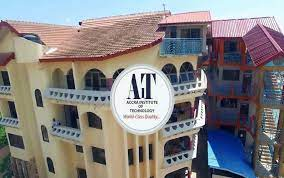 AIT
ACCRA INSTITUTE
OF
TECHNOLOGY
World-Class Quality...